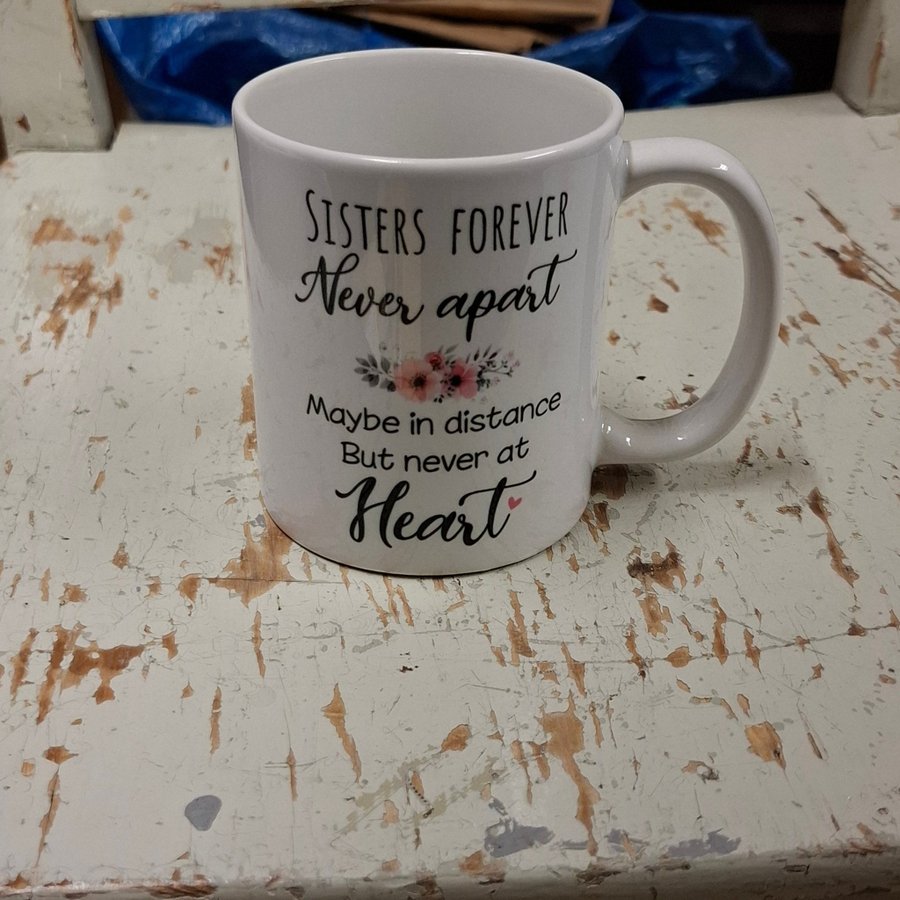 SISTERS FOREVER
Never apart
Maybe in distance
But never at
Heart